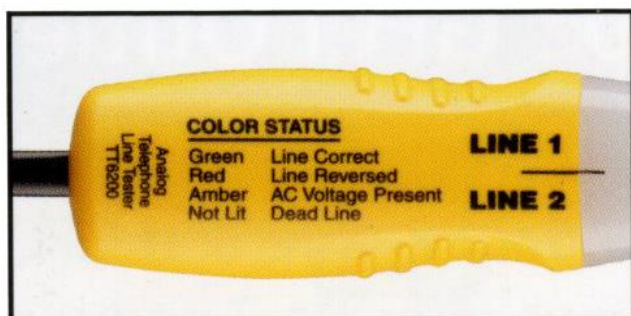 Analog
Telephone
Line Tester
TT6200
COLOR STATUS
Green Line Correct
Red Line Reversed
Amber AC Voltage Present
Not Lit Dead Line
LINE 1
LINE 2